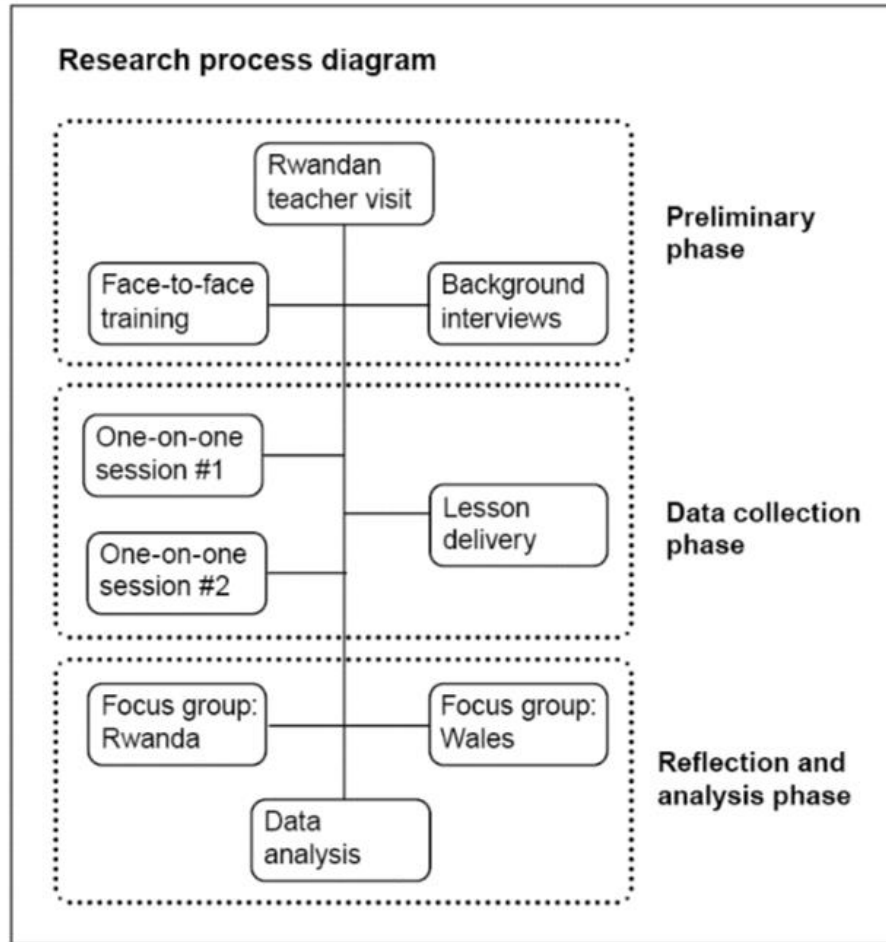 Research process diagram
Rwandan
teacher visit
Preliminary
phase
Face-to-face
training
Background
interviews
One-on-one
session #1
Lesson
delivery
Data collection
phase
One-on-one
session #2
Focus group:
Rwanda
Focus group:
Wales
Reflection and
analysis phase
Data
analysis